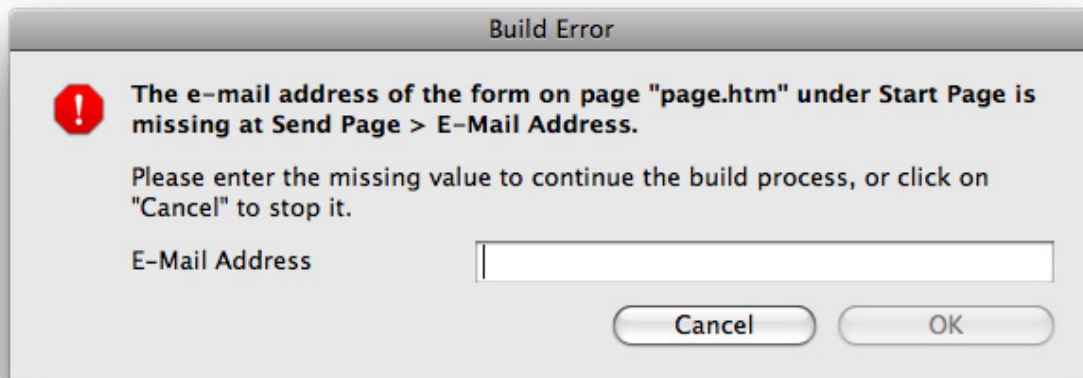 Build Error
The e-mail address of the form on page "page.htm" under Start Page is
missing at Send Page > E-Mail Address.
Please enter the missing value to continue the build process, or click on
"Cancel" to stop it.
E-Mail Address
Cancel OK